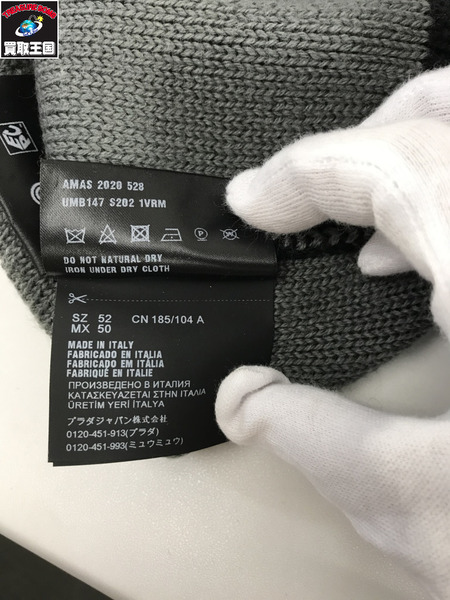 買取王国
AMAS 2020 528
UMB147 S202 1VRM
DO NOT NATURAL DRY
IRON UNDER DRY CLOTH
SZ 52 CN 185/104 A
MX 50
MADE IN ITALY
FABRICADO EN ITALIA
FABRICADO EM ITÁLIA
FABRIQUÉ EN ITALIE
ПРОИЗВЕДЕНО В ИТАЛИЯ
ΚΑΤΑΣΚΕΥΑΖΕΤΑΙ ΣΤΗΝ ΙΤΑΛΙΑ
ÜRETİM YERİ İTALYA
プラダジャパン株式会社
0120-451-913(プラダ)
0120-451-993(ミュウミュウ)